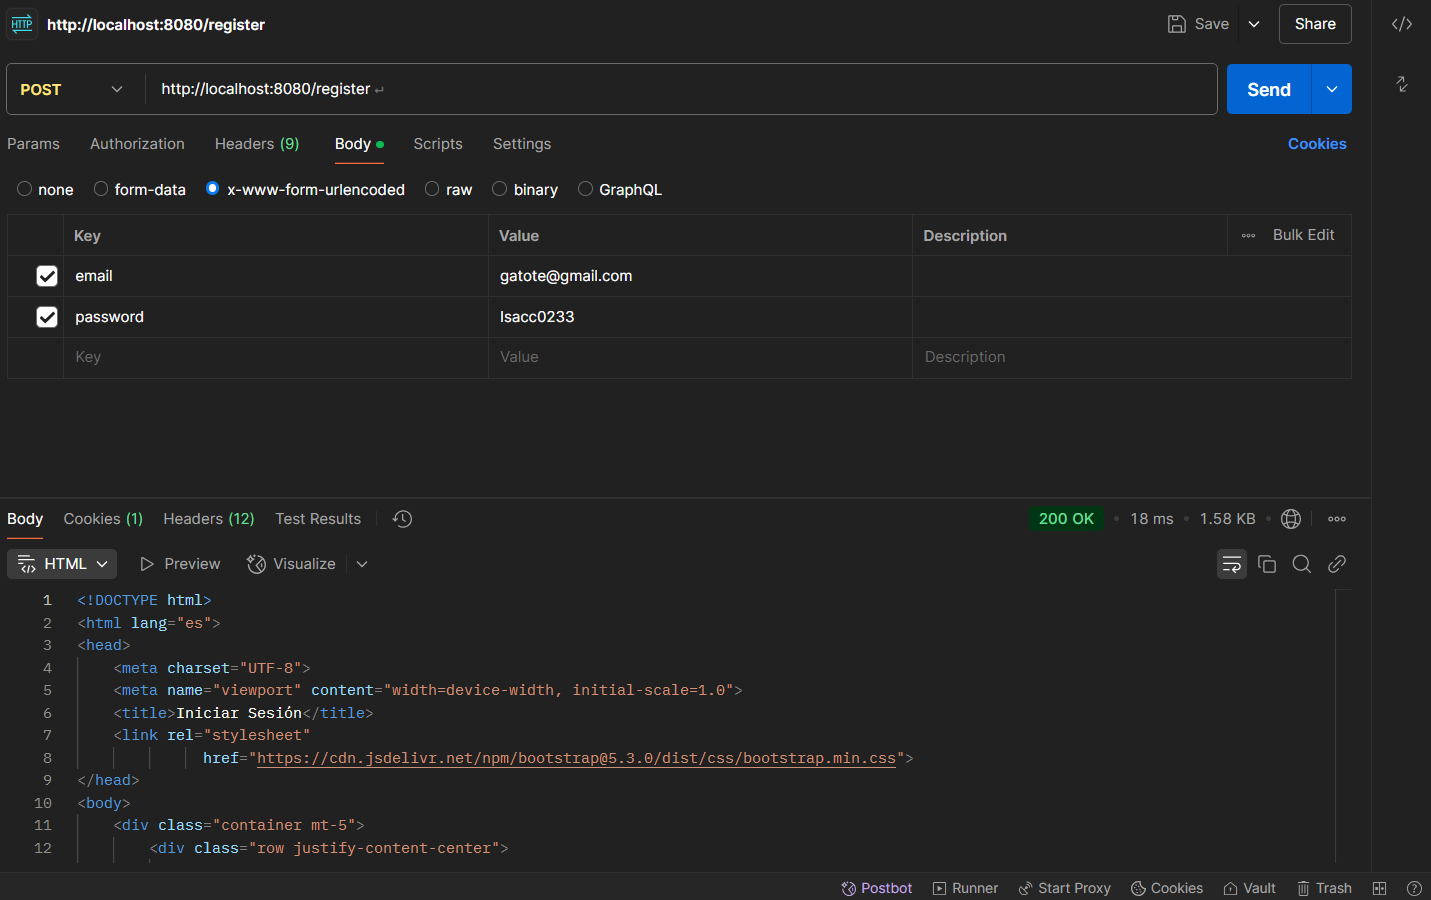 HTTP http://localhost:8080/register Save Share
POST http://localhost:8080/register Send
Params Authorization Headers (9) Body Scripts Settings Cookies
none form-data x-www-form-urlencoded raw binary GraphQL
Key Value Description Bulk Edit
email gatote@gmail.com
password lsacc0233
Key Value Description
Body Cookies (1) Headers (12) Test Results 200 OK 18 ms 1.58 KB
HTML Preview Visualize
1 <!DOCTYPE html>
2 <html lang="es">
3 <head>
4 <meta charset="UTF-8">
5 <meta name="viewport" content="width=device-width, initial-scale=1.0">
6 <title>Iniciar Sesión</title>
7 <link rel="stylesheet"
8 href="https://cdn.jsdelivr.net/npm/bootstrap@5.3.0/dist/css/bootstrap.min.css">
9 </head>
10 <body>
11 <div class="container mt-5">
12 <div class="row justify-content-center">
Postbot Runner Start Proxy Cookies Vault Trash